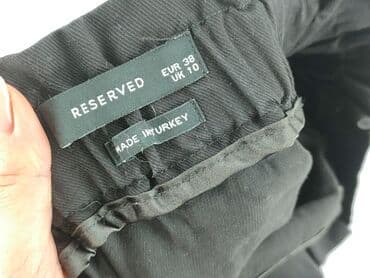 RESERVED
EUR 38
UK 10
MADE IN TURKEY